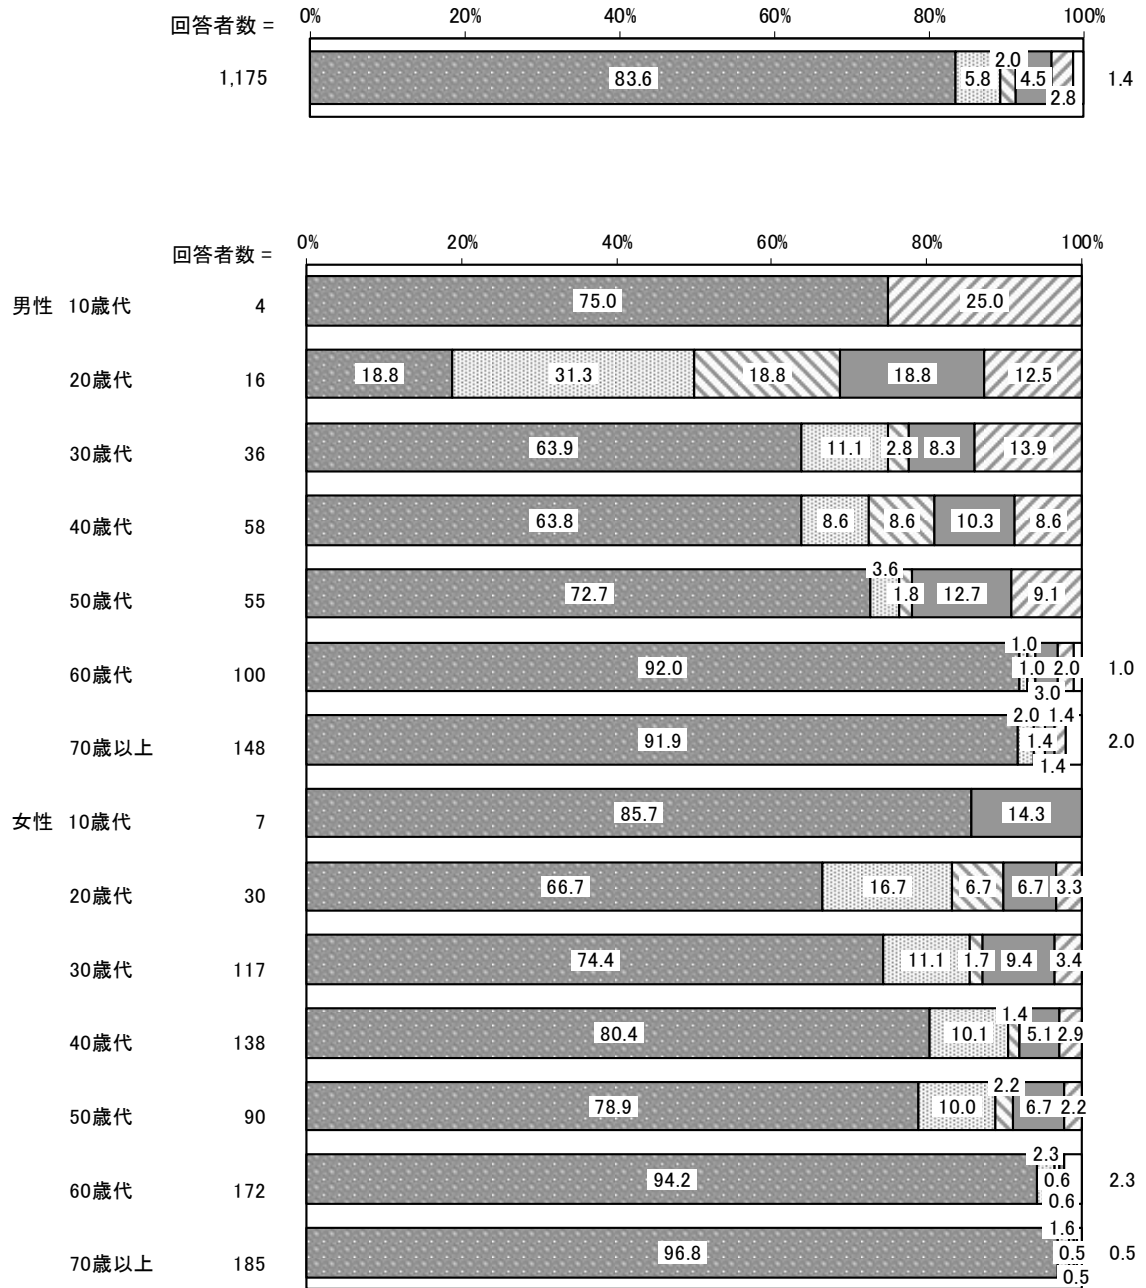 回答者数 = 0% 20% 40% 60% 80% 100%
1,175 83.6 5.8 2.0 4.5 2.8 1.4
回答者数 = 0% 20% 40% 60% 80% 100%
男性 10歳代 4 75.0 25.0
20歳代 16 18.8 31.3 18.8 18.8 12.5
30歳代 36 63.9 11.1 2.8 8.3 13.9
40歳代 58 63.8 8.6 8.6 10.3 8.6
50歳代 55 72.7 3.6 1.8 12.7 9.1
60歳代 100 92.0 1.0 1.0 3.0 2.0 1.0
70歳以上 148 91.9 2.0 1.4 1.4 1.4 2.0
女性 10歳代 7 85.7 14.3
20歳代 30 66.7 16.7 6.7 6.7 3.3
30歳代 117 74.4 11.1 1.7 9.4 3.4
40歳代 138 80.4 10.1 1.4 5.1 2.9
50歳代 90 78.9 10.0 2.2 6.7 2.2
60歳代 172 94.2 2.3 0.6 0.6 2.3
70歳以上 185 96.8 1.6 0.5 0.5 0.5